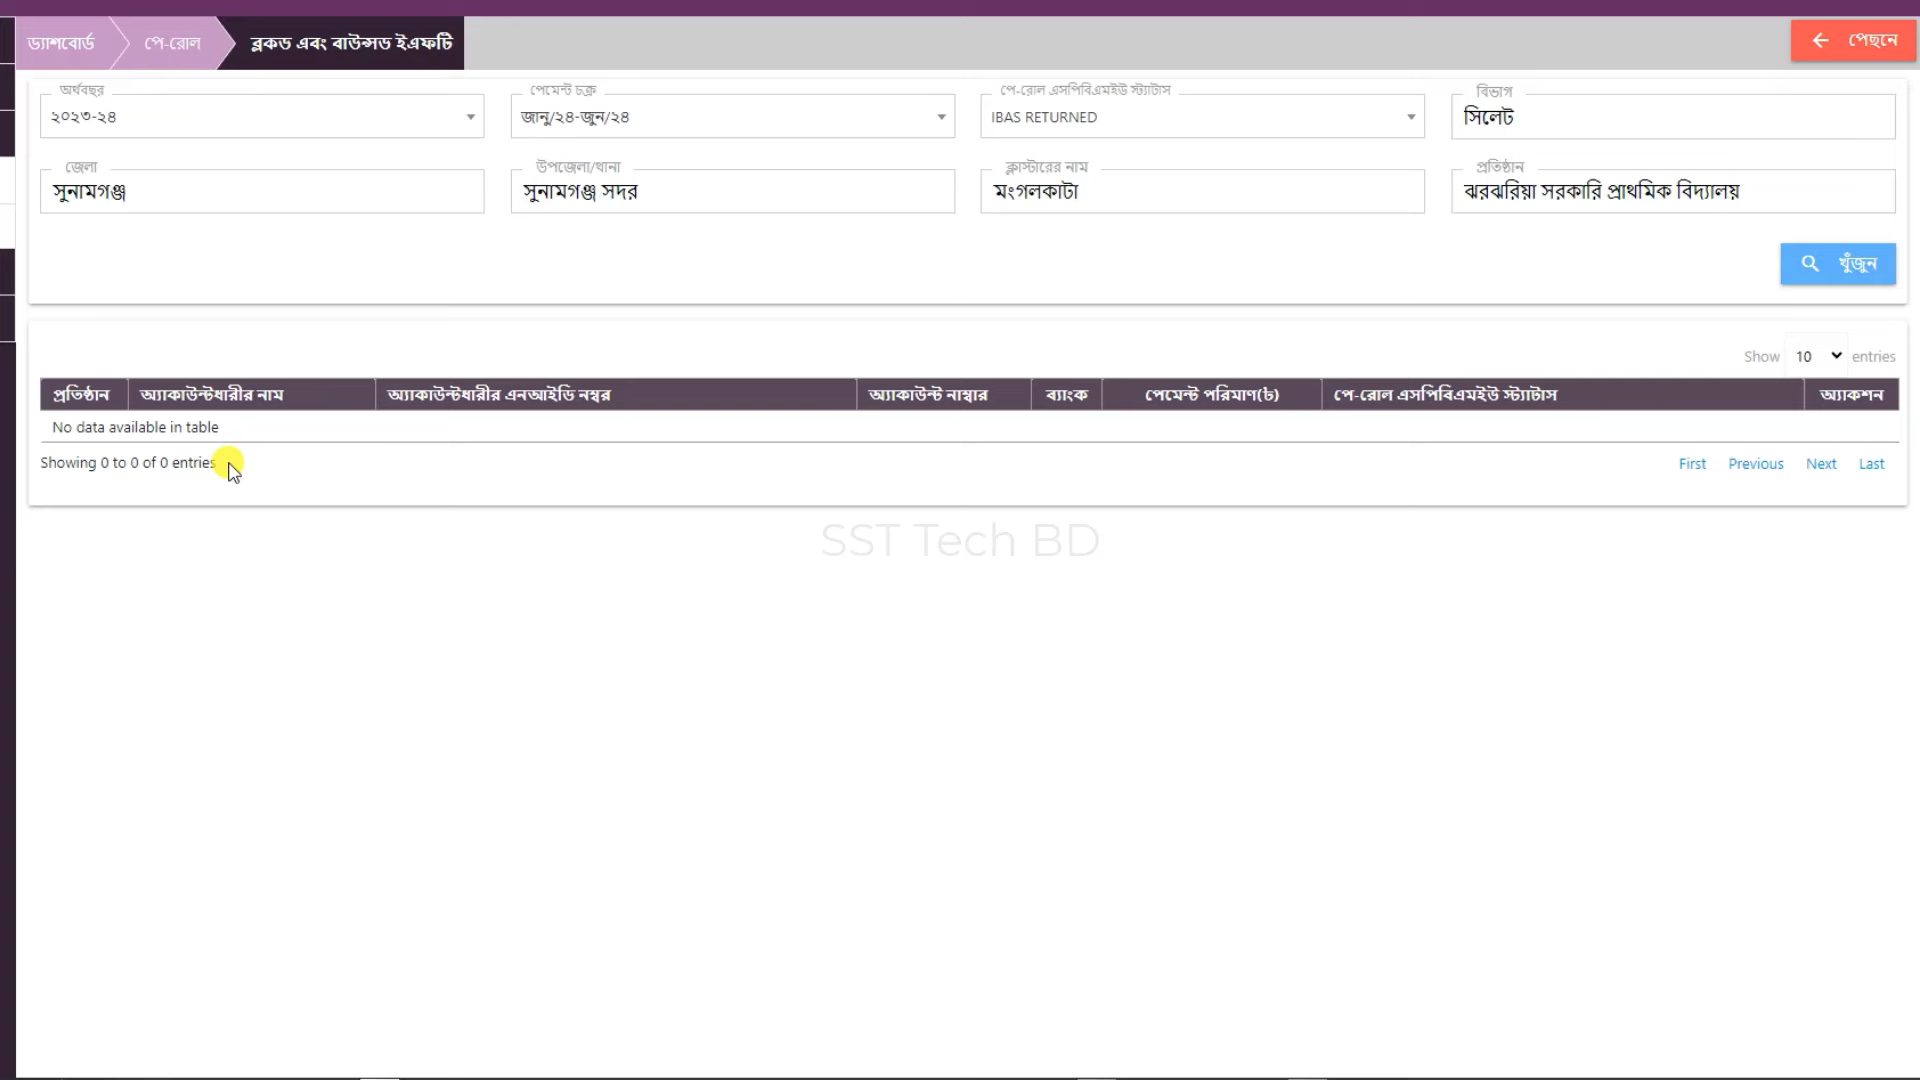 ড্যাশবোর্ড পে-রোল ব্লকড এবং বাউন্সড ইএফটি পেছনে
অর্থবছর পেমেন্ট চক্র পে-রোল এসপিবিএমইউ স্ট্যাটাস বিভাগ
২০২৩-২৪ জানু/২৪-জুন/২৪ IBAS RETURNED সিলেট
জেলা উপজেলা/থানা ক্লাস্টারের নাম প্রতিষ্ঠান
সুনামগঞ্জ সুনামগঞ্জ সদর মংগলকাটা ঝরঝরিয়া সরকারি প্রাথমিক বিদ্যালয়
খুঁজুন
Show 10 entries
প্রতিষ্ঠান অ্যাকাউন্টধারীর নাম অ্যাকাউন্টধারীর এনআইডি নম্বর অ্যাকাউন্ট নাম্বার ব্যাংক পেমেন্ট পরিমাণ(৳) পে-রোল এসপিবিএমইউ স্ট্যাটাস অ্যাকশন
No data available in table
Showing 0 to 0 of 0 entries First Previous Next Last
SST Tech BD